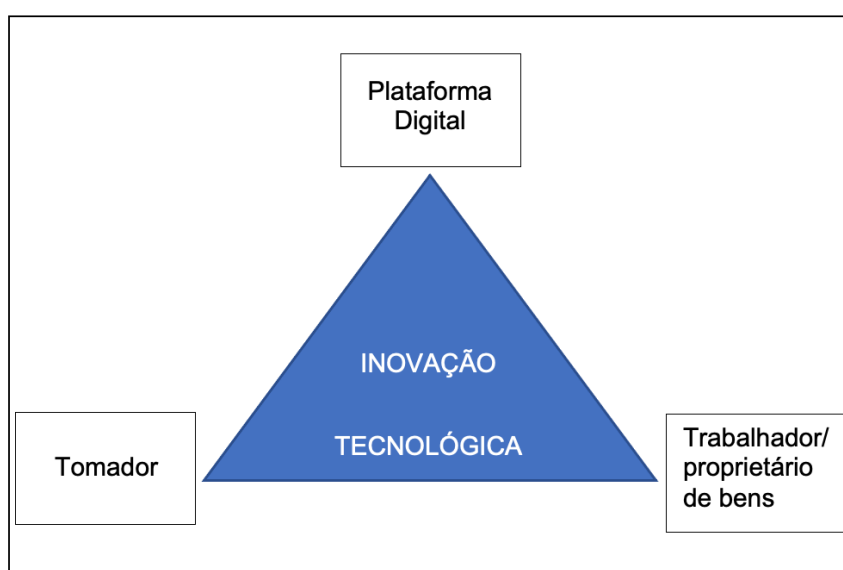 Plataforma
Digital
INOVAÇÃO
TECNOLÓGICA
Tomador
Trabalhador/
proprietário
de bens